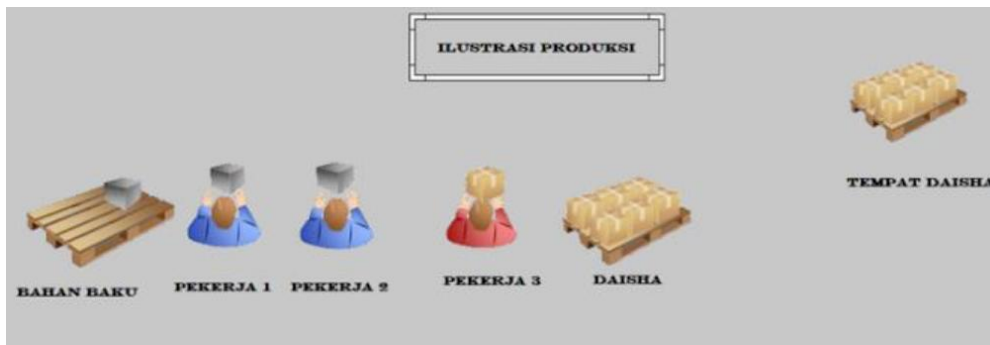 ILUSTRASI PRODUKSI
TEMPAT DAISHA
BAHAN BAKU
PEKERJA 1
PEKERJA 2
PEKERJA 3
DAISHA